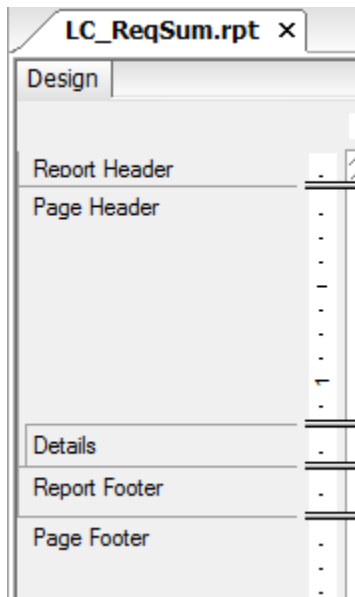 LC_ReqSum.rpt ×
Design
Report Header
Page Header
1
Details
Report Footer
Page Footer